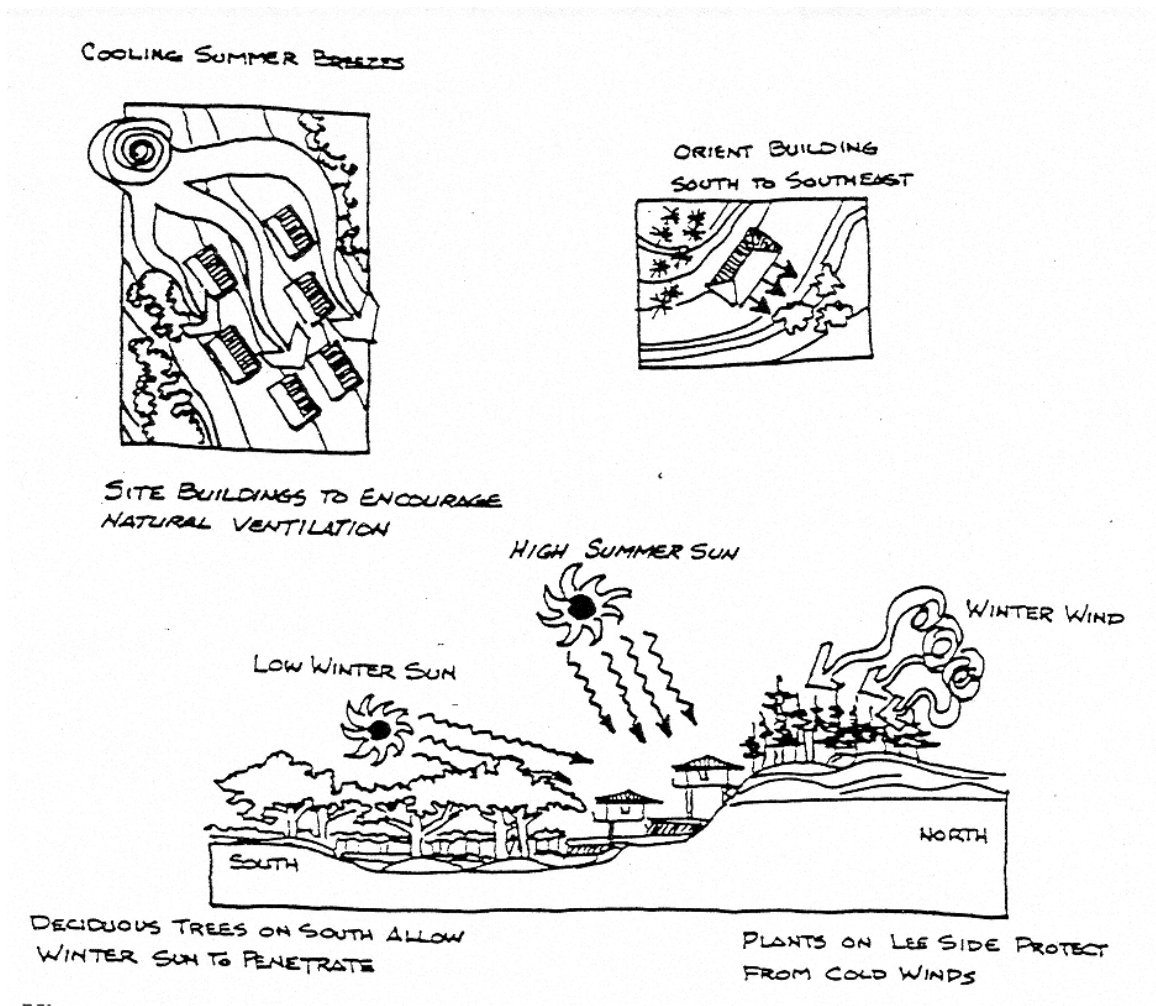 COOLING SUMMER BREEZES
ORIENT BUILDING
SOUTH TO SOUTHEAST
SITE BUILDINGS TO ENCOURAGE
NATURAL VENTILATION
HIGH SUMMER SUN
WINTER WIND
LOW WINTER SUN
NORTH
SOUTH
DECIDUOUS TREES ON SOUTH ALLOW
WINTER SUN TO PENETRATE
PLANTS ON LEE SIDE PROTECT
FROM COLD WINDS